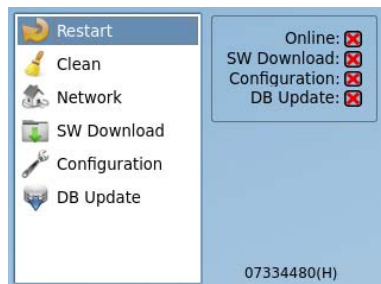 Restart
Clean
Network
SW Download
Configuration
DB Update
Online:
SW Download:
Configuration:
DB Update:
07334480(H)